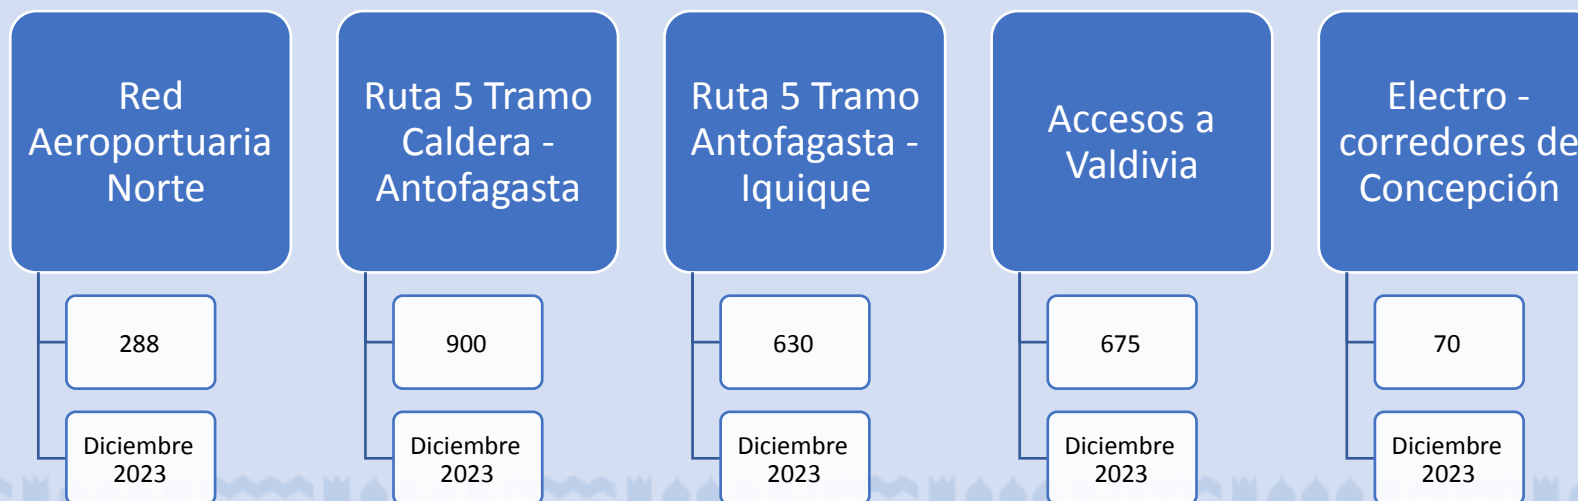 Red
Aeroportuaria
Norte
288
Diciembre
2023
Ruta 5 Tramo
Caldera -
Antofagasta
900
Diciembre
2023
Ruta 5 Tramo
Antofagasta -
Iquique
630
Diciembre
2023
Accesos a
Valdivia
675
Diciembre
2023
Electro -
corredores de
Concepción
70
Diciembre
2023